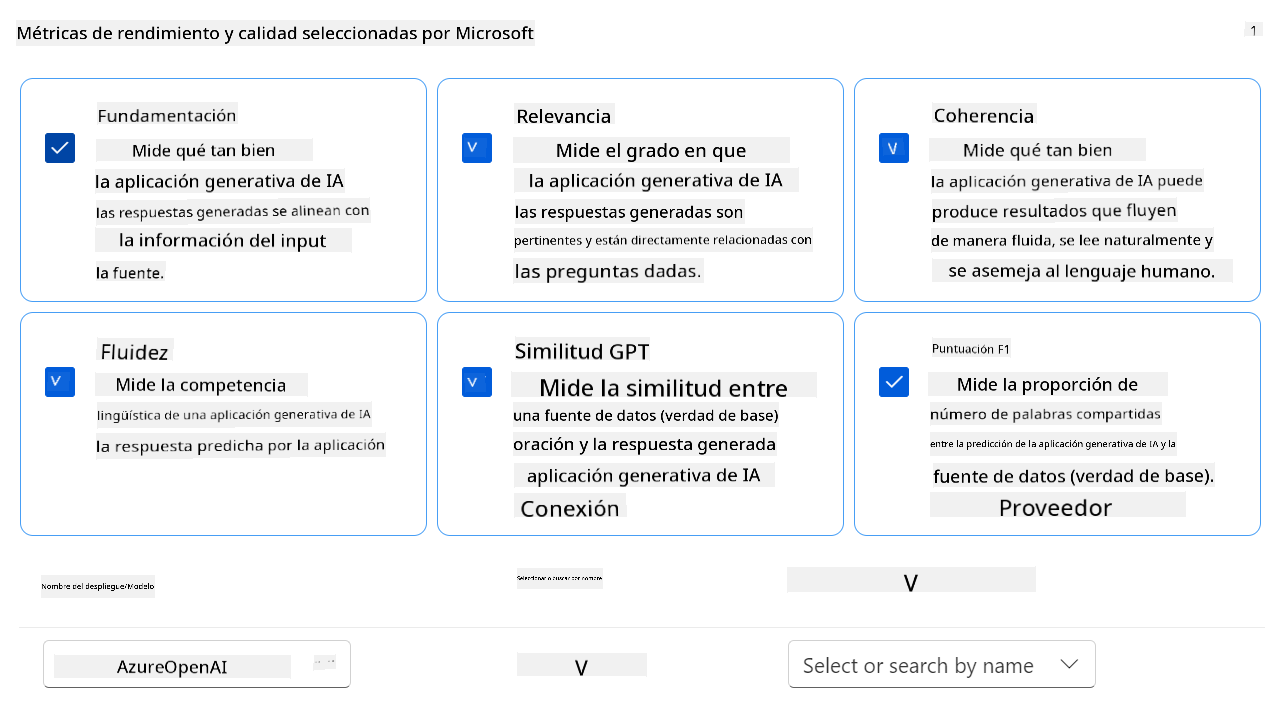 Métricas de rendimiento y calidad seleccionadas por Microsoft
1
Fundamentación
Mide qué tan bien
la aplicación generativa de IA
las respuestas generadas se alinean con
la información del input
la fuente.
V
Relevancia
Mide el grado en que
la aplicación generativa de IA
las respuestas generadas son
pertinentes y están directamente relacionadas con
las preguntas dadas.
V
Coherencia
Mide qué tan bien
la aplicación generativa de IA puede
produce resultados que fluyen
de manera fluida, se lee naturalmente y
se asemeja al lenguaje humano.
V
Fluidez
Mide la competencia
lingüística de una aplicación generativa de IA
la respuesta predicha por la aplicación
V
Similitud GPT
Mide la similitud entre
una fuente de datos (verdad de base)
oración y la respuesta generada
aplicación generativa de IA
Conexión
Puntuación F1
Mide la proporción de
número de palabras compartidas
entre la predicción de la aplicación generativa de IA y la
fuente de datos (verdad de base).
Proveedor
Nombre del despliegue/Modelo
Seleccionar o buscar por nombre
V
AzureOpenAI
V
Select or search by name